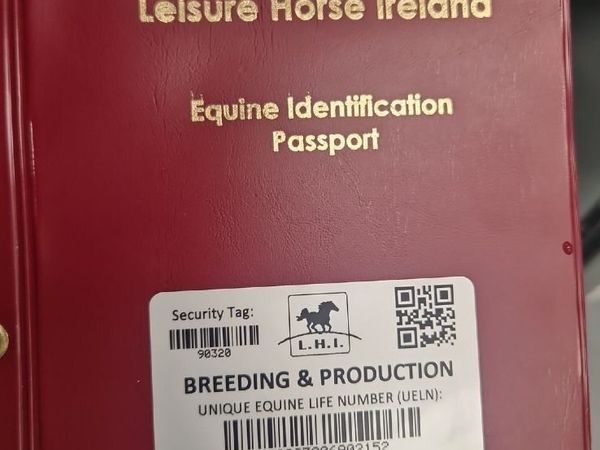 Leisure Horse Ireland
Equine Identification
Passport
Security Tag:
90320
L.H.I.
BREEDING & PRODUCTION
UNIQUE EQUINE LIFE NUMBER (UELN):